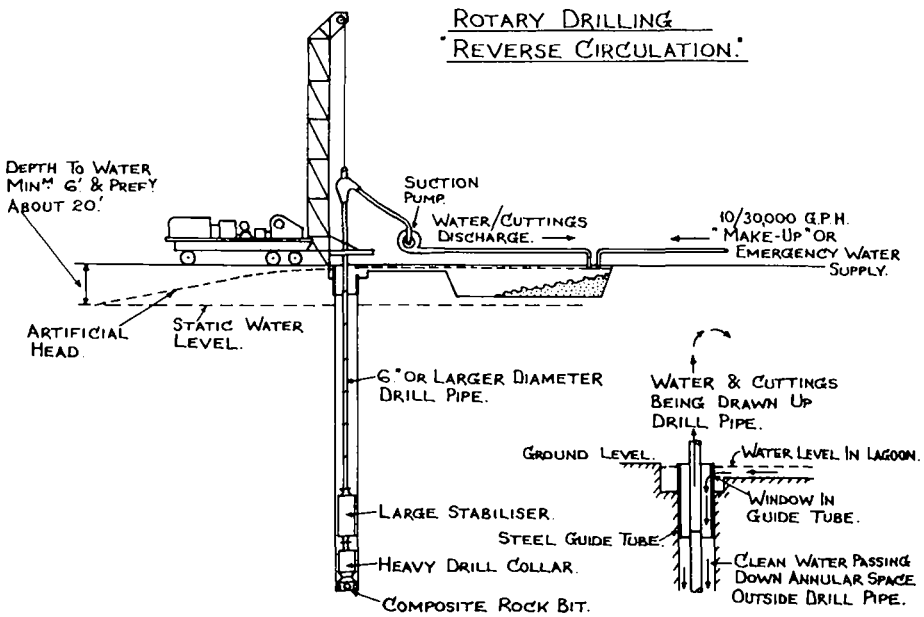 ROTARY DRILLING
"REVERSE CIRCULATION."
DEPTH TO WATER
MINM. 6' & PREFY
ABOUT 20'.
SUCTION
PUMP.
WATER/CUTTINGS
DISCHARGE.
10/30,000 G.P.H.
"MAKE-UP" OR
EMERGENCY WATER
SUPPLY.
ARTIFICIAL
HEAD.
STATIC WATER
LEVEL.
6" OR LARGER DIAMETER
DRILL PIPE.
LARGE STABILISER.
HEAVY DRILL COLLAR.
COMPOSITE ROCK BIT.
WATER & CUTTINGS
BEING DRAWN UP
DRILL PIPE.
GROUND LEVEL.
WATER LEVEL IN LAGOON.
WINDOW IN
GUIDE TUBE.
STEEL GUIDE TUBE.
CLEAN WATER PASSING
DOWN ANNULAR SPACE
OUTSIDE DRILL PIPE.